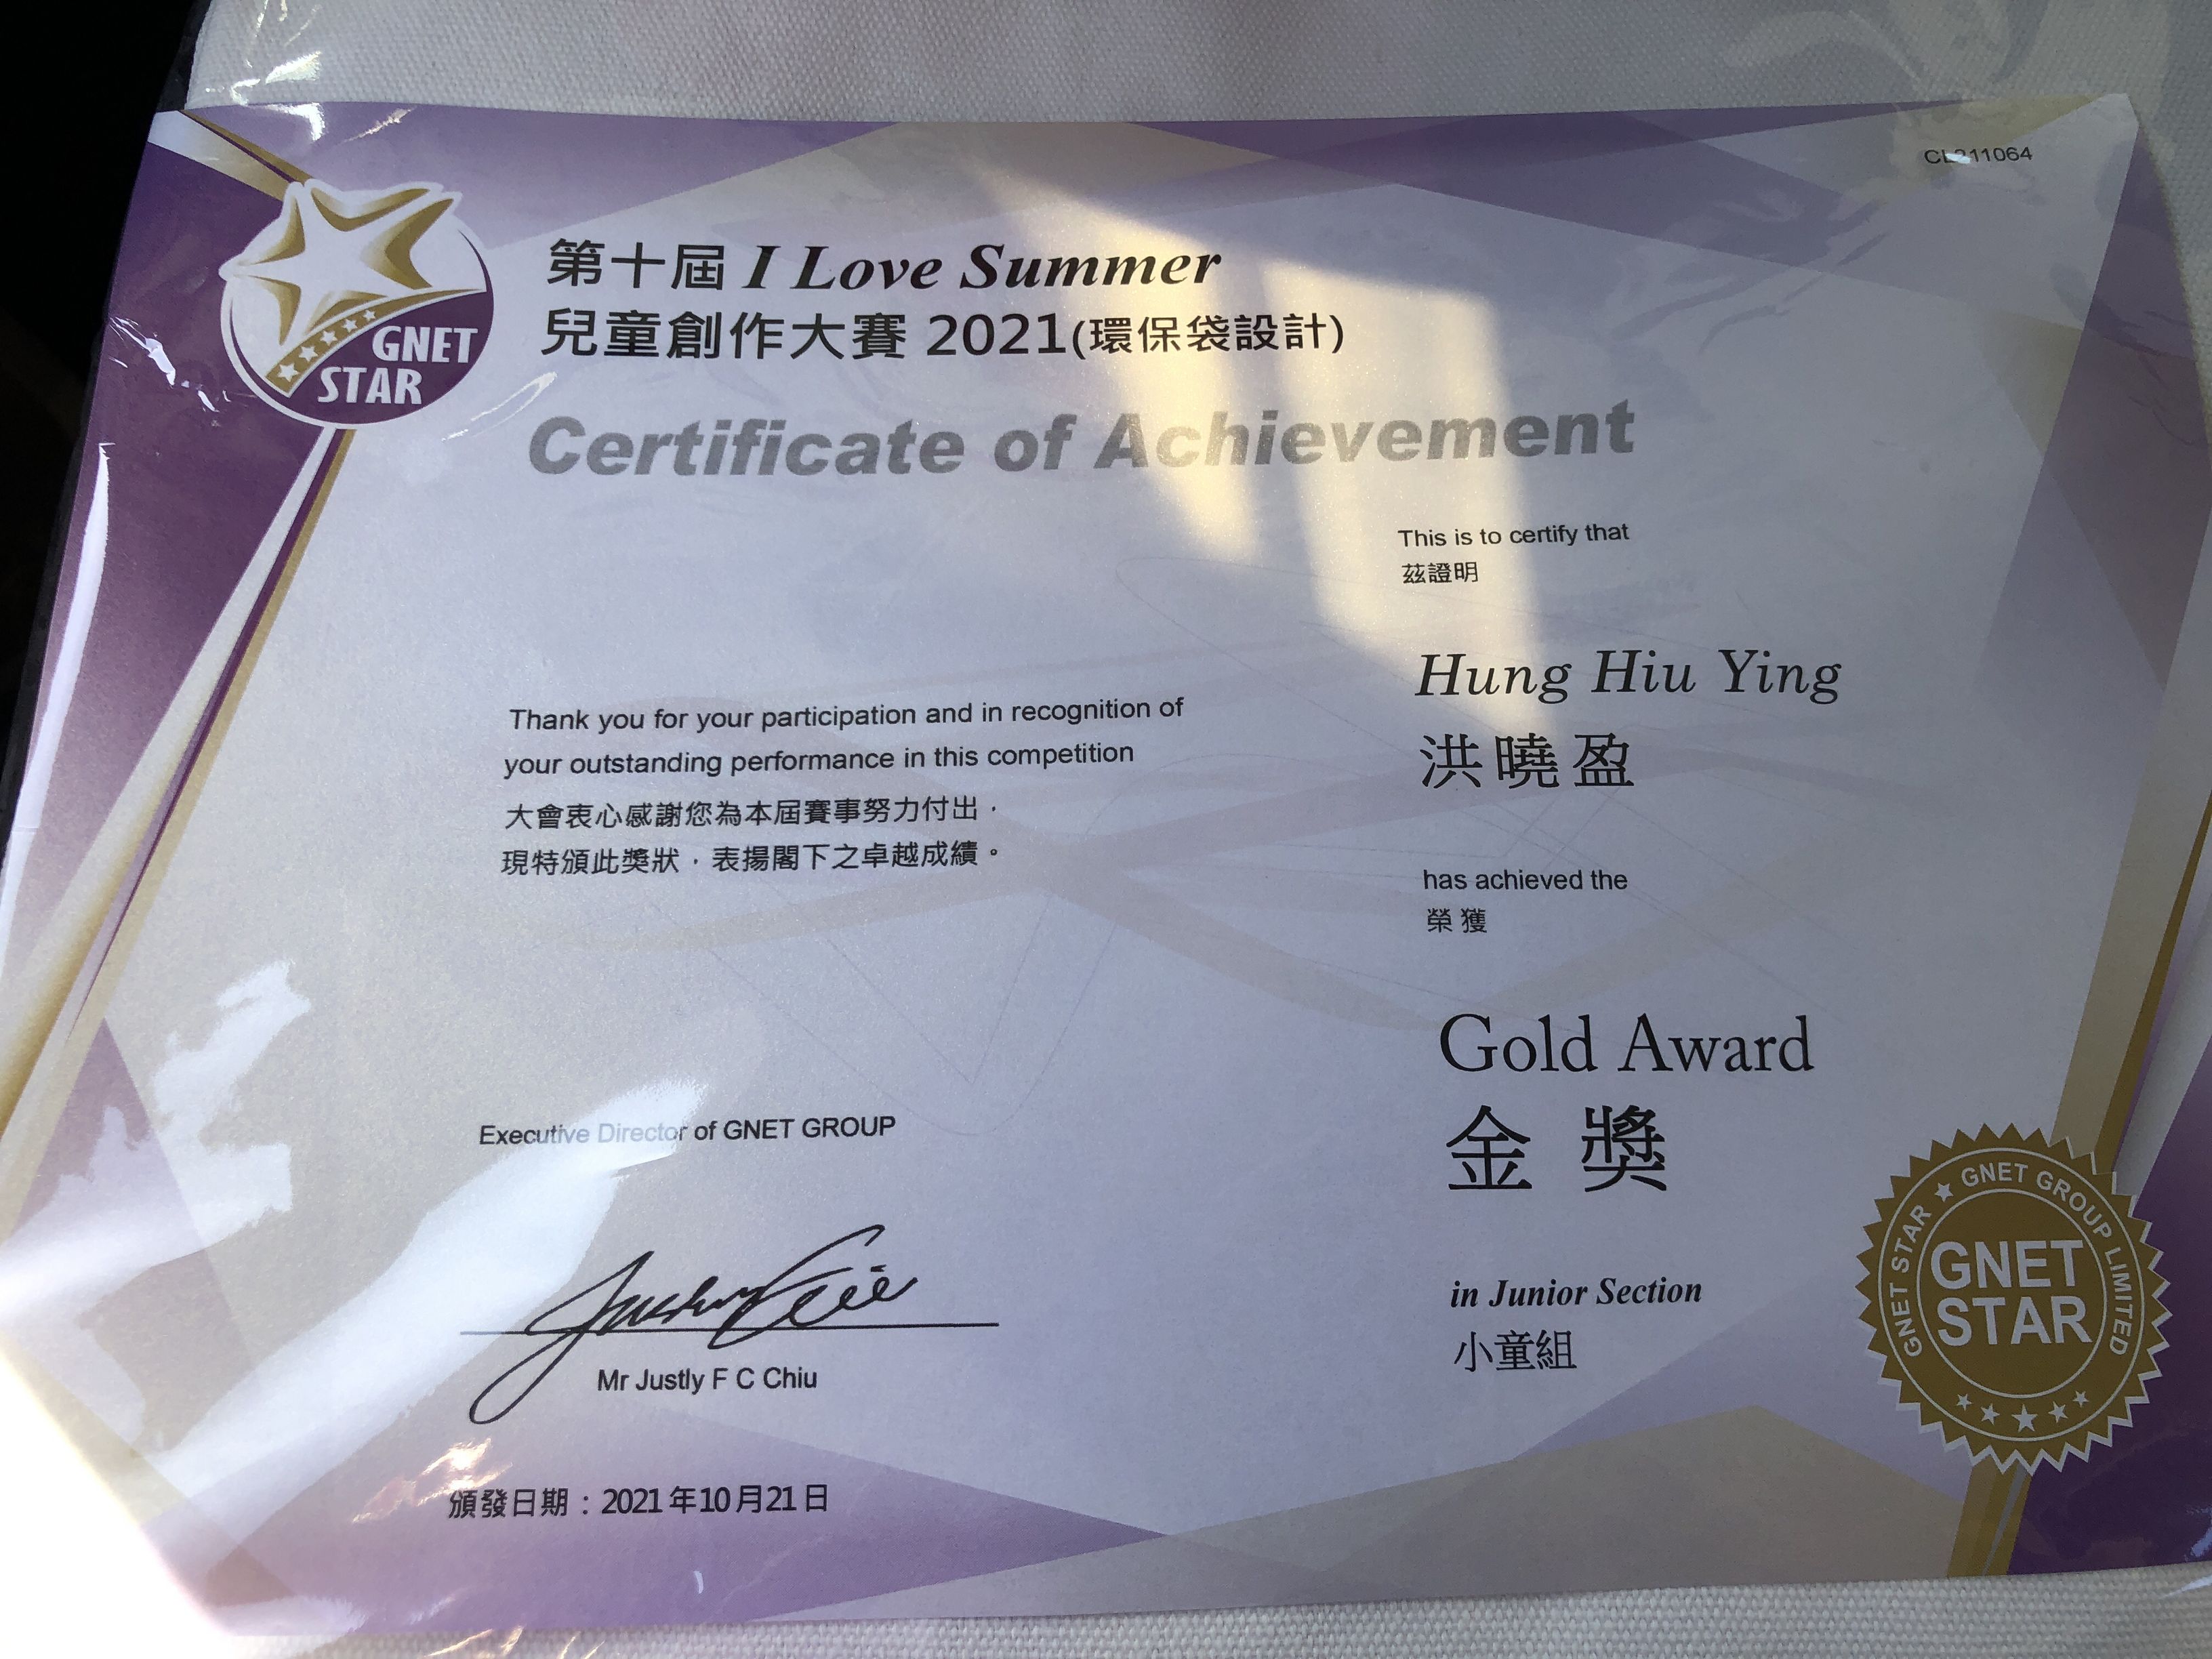 CL211064
GNET
STAR
第十屆 I Love Summer
兒童創作大賽 2021(環保袋設計)
Certificate of Achievement
This is to certify that
茲證明
Hung Hiu Ying
洪曉盈
Thank you for your participation and in recognition of
your outstanding performance in this competition
大會衷心感謝您為本屆賽事努力付出，
現特頒此獎狀，表揚閣下之卓越成績。
has achieved the
榮獲
Gold Award
金獎
Executive Director of GNET GROUP
Mr Justly F C Chiu
in Junior Section
小童組
GNET STAR ★ GNET GROUP LIMITED
GNET
STAR
頒發日期：2021年10月21日